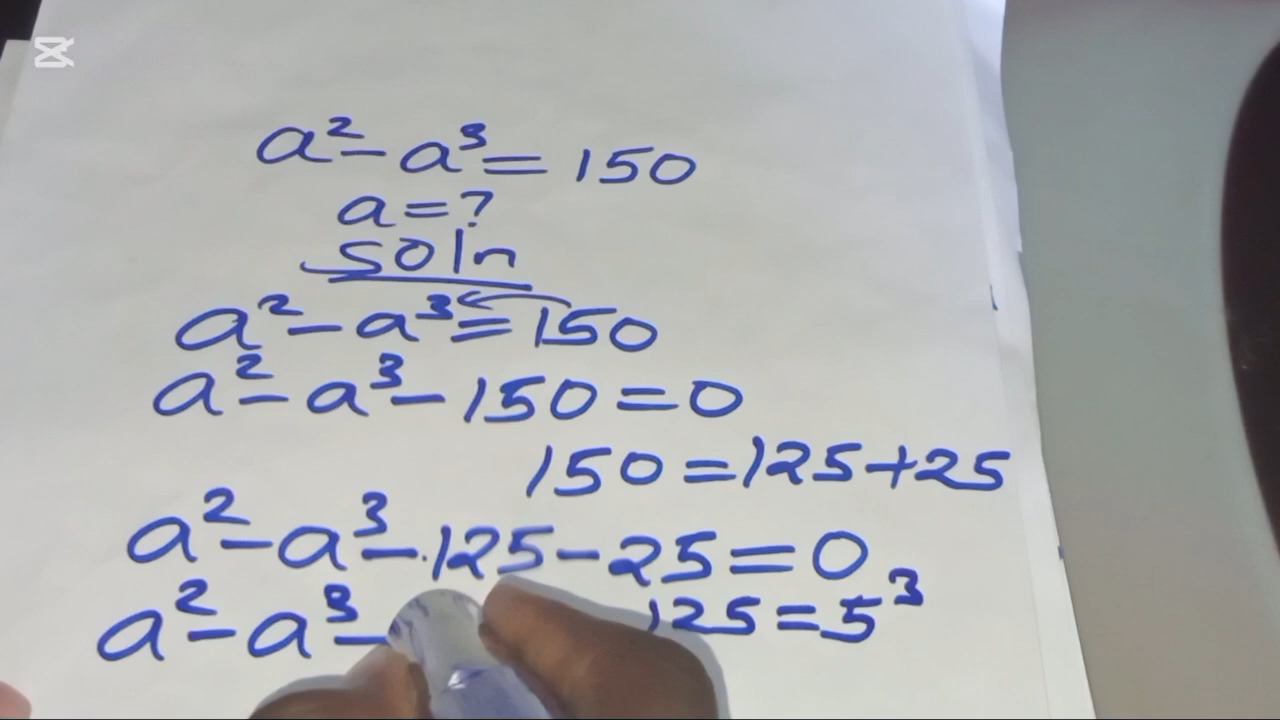 a² - a³ = 150
a = ?
soln
a² - a³ = 150
a² - a³ - 150 = 0
150 = 125 + 25
a² - a³ - 125 - 25 = 0
125 = 5³
a² - a³ -